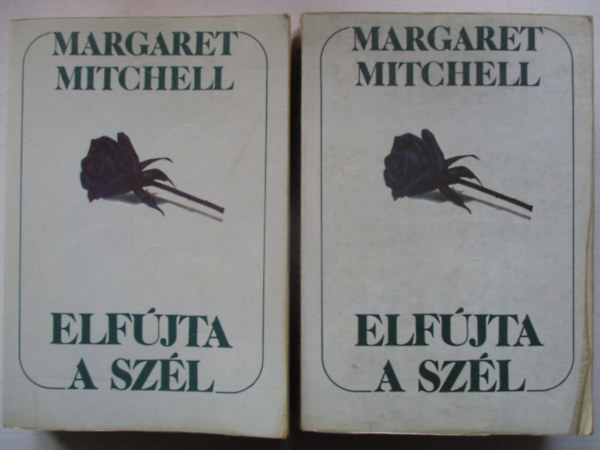 MARGARET
MITCHELL
ELFÚJTA
A SZÉL
MARGARET
MITCHELL
ELFÚJTA
A SZÉL